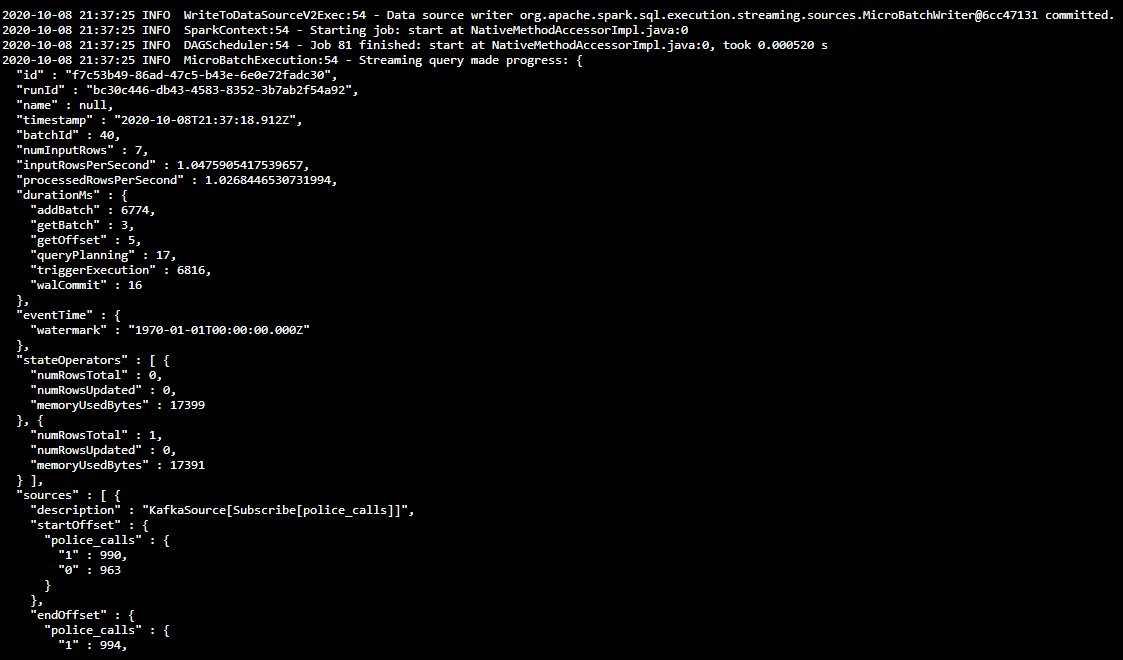 2020-10-08 21:37:25 INFO  WriteToDataSourceV2Exec:54 - Data source writer org.apache.spark.sql.execution.streaming.sources.MicroBatchWriter@6cc47131 committed.
2020-10-08 21:37:25 INFO  SparkContext:54 - Starting job: start at NativeMethodAccessorImpl.java:0
2020-10-08 21:37:25 INFO  DAGScheduler:54 - Job 81 finished: start at NativeMethodAccessorImpl.java:0, took 0.000520 s
2020-10-08 21:37:25 INFO  MicroBatchExecution:54 - Streaming query made progress: {
  "id" : "f7c53b49-86ad-47c5-b43e-6e0e72fadc30",
  "runId" : "bc30c446-db43-4583-8352-3b7ab2f54a92",
  "name" : null,
  "timestamp" : "2020-10-08T21:37:18.912Z",
  "batchId" : 40,
  "numInputRows" : 7,
  "inputRowsPerSecond" : 1.0475905417539657,
  "processedRowsPerSecond" : 1.0268446530731994,
  "durationMs" : {
    "addBatch" : 6774,
    "getBatch" : 3,
    "getOffset" : 5,
    "queryPlanning" : 17,
    "triggerExecution" : 6816,
    "walCommit" : 16
  },
  "eventTime" : {
    "watermark" : "1970-01-01T00:00:00.000Z"
  },
  "stateOperators" : [ {
    "numRowsTotal" : 0,
    "numRowsUpdated" : 0,
    "memoryUsedBytes" : 17399
  }, {
    "numRowsTotal" : 1,
    "numRowsUpdated" : 0,
    "memoryUsedBytes" : 17391
  } ],
  "sources" : [ {
    "description" : "KafkaSource[Subscribe[police_calls]]",
    "startOffset" : {
      "police_calls" : {
        "1" : 990,
        "0" : 963
      }
    },
    "endOffset" : {
      "police_calls" : {
        "1" : 994,